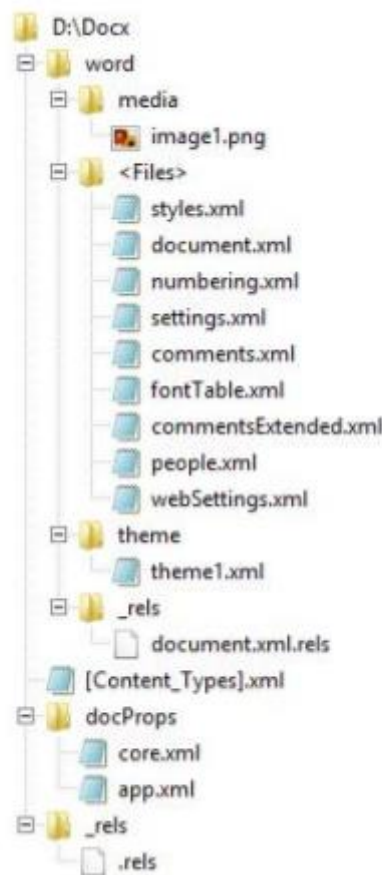 D:\Docx
word
media
image1.png
<Files>
styles.xml
document.xml
numbering.xml
settings.xml
comments.xml
fontTable.xml
commentsExtended.xml
people.xml
webSettings.xml
theme
theme1.xml
_rels
document.xml.rels
[Content_Types].xml
docProps
core.xml
app.xml
_rels
.rels